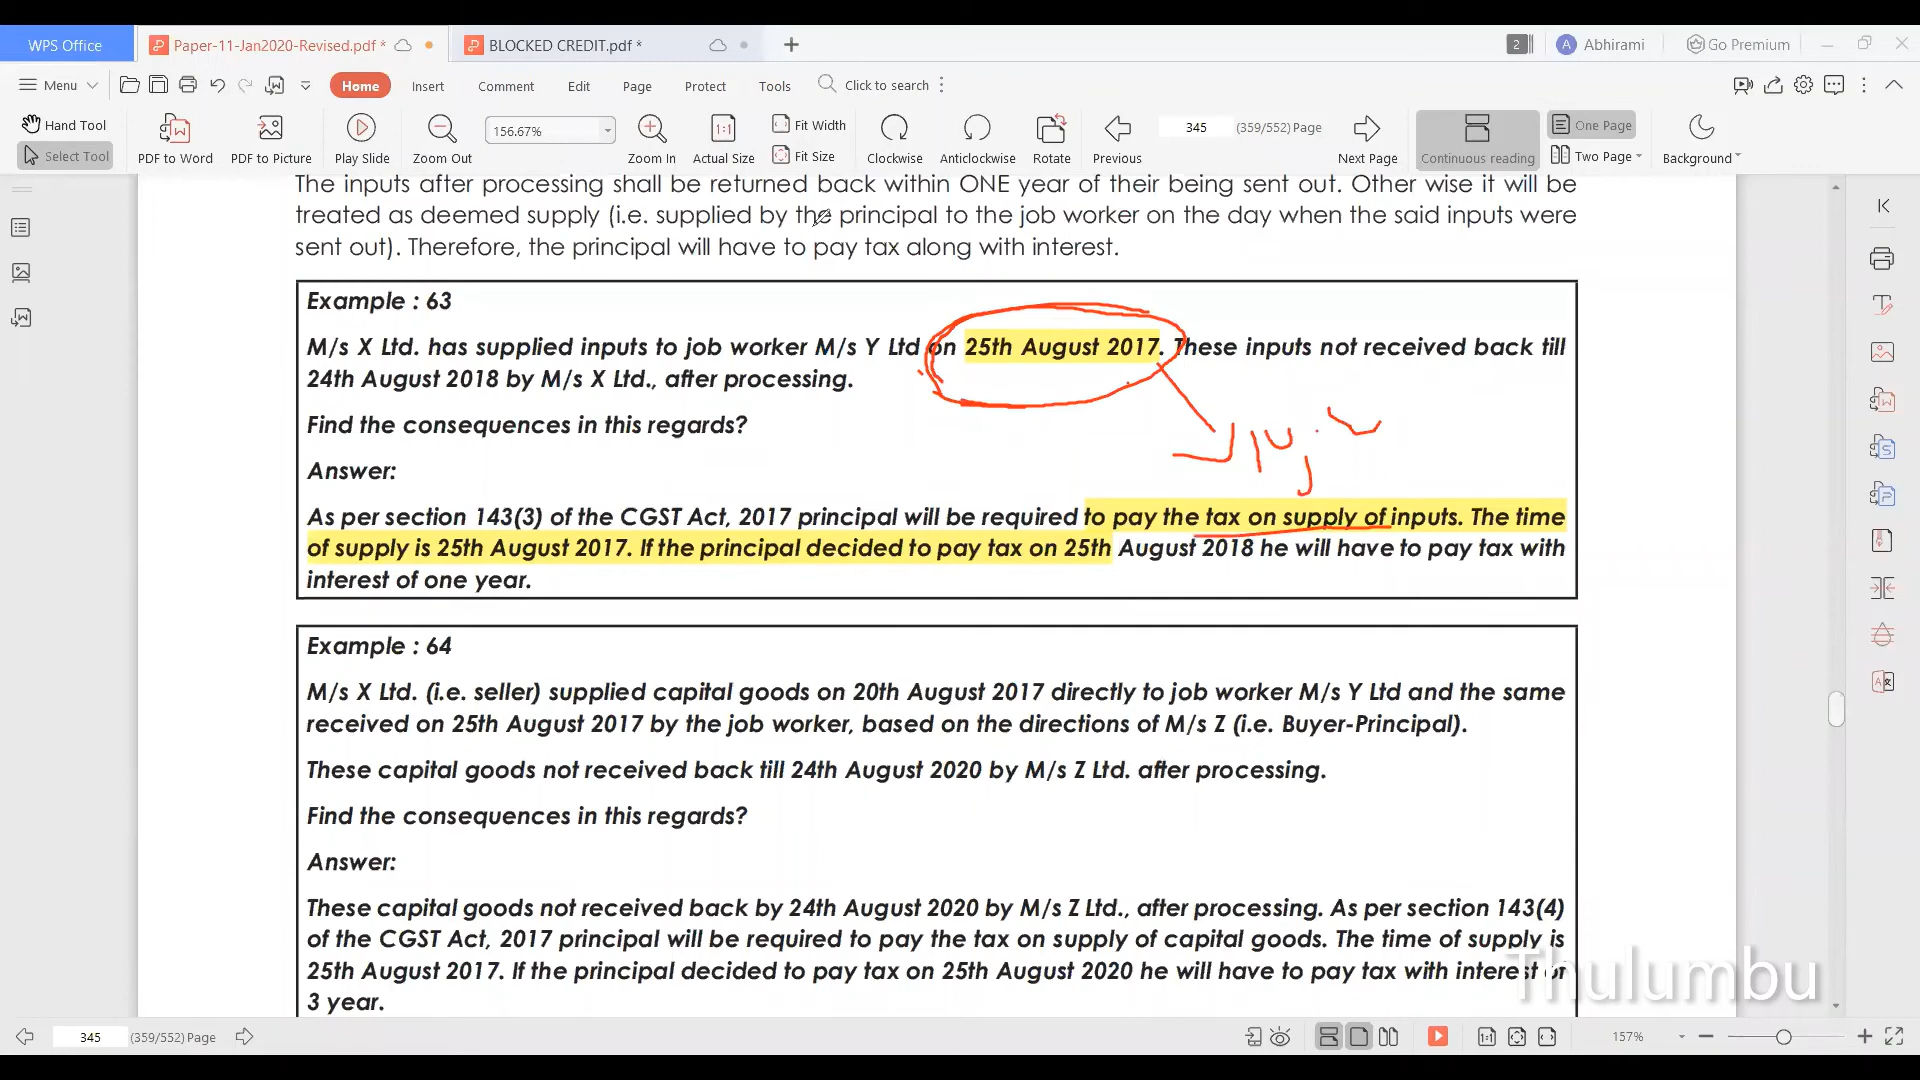 WPS Office
Paper-11-Jan2020-Revised.pdf *
BLOCKED CREDIT.pdf *
2
A Abhirami
Go Premium
Menu
Home
Insert
Comment
Edit
Page
Protect
Tools
Click to search
Hand Tool
Select Tool
PDF to Word
PDF to Picture
Play Slide
Zoom Out
156.67%
Zoom In
1:1
Actual Size
Fit Width
Fit Size
Clockwise
Anticlockwise
Rotate
Previous
345 (359/552) Page
Next Page
Continuous reading
One Page
Two Page
Background
The inputs after processing shall be returned back within ONE year of their being sent out. Other wise it will be
treated as deemed supply (i.e. supplied by the principal to the job worker on the day when the said inputs were
sent out). Therefore, the principal will have to pay tax along with interest.
Example : 63
M/s X Ltd. has supplied inputs to job worker M/s Y Ltd on 25th August 2017. These inputs not received back till
24th August 2018 by M/s X Ltd., after processing.
Find the consequences in this regards?
Answer:
As per section 143(3) of the CGST Act, 2017 principal will be required to pay the tax on supply of inputs. The time
of supply is 25th August 2017. If the principal decided to pay tax on 25th August 2018 he will have to pay tax with
interest of one year.
Example : 64
M/s X Ltd. (i.e. seller) supplied capital goods on 20th August 2017 directly to job worker M/s Y Ltd and the same
received on 25th August 2017 by the job worker, based on the directions of M/s Z (i.e. Buyer-Principal).
These capital goods not received back till 24th August 2020 by M/s Z Ltd. after processing.
Find the consequences in this regards?
Answer:
These capital goods not received back by 24th August 2020 by M/s Z Ltd., after processing. As per section 143(4)
of the CGST Act, 2017 principal will be required to pay the tax on supply of capital goods. The time of supply is
25th August 2017. If the principal decided to pay tax on 25th August 2020 he will have to pay tax with interest of
3 year.
Thulumbu
345 (359/552) Page
1:1
157%